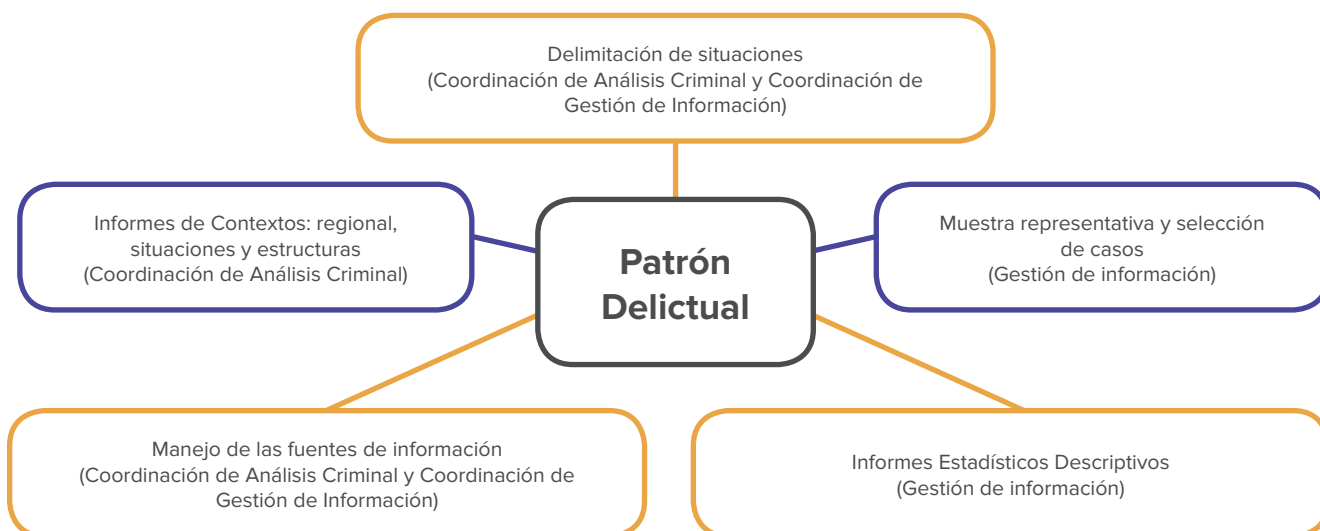 Delimitación de situaciones
(Coordinación de Análisis Criminal y Coordinación de
Gestión de Información)
Informes de Contextos: regional,
situaciones y estructuras
(Coordinación de Análisis Criminal)
Patrón
Delictual
Muestra representativa y selección
de casos
(Gestión de información)
Manejo de las fuentes de información
(Coordinación de Análisis Criminal y Coordinación de
Gestión de Información)
Informes Estadísticos Descriptivos
(Gestión de información)